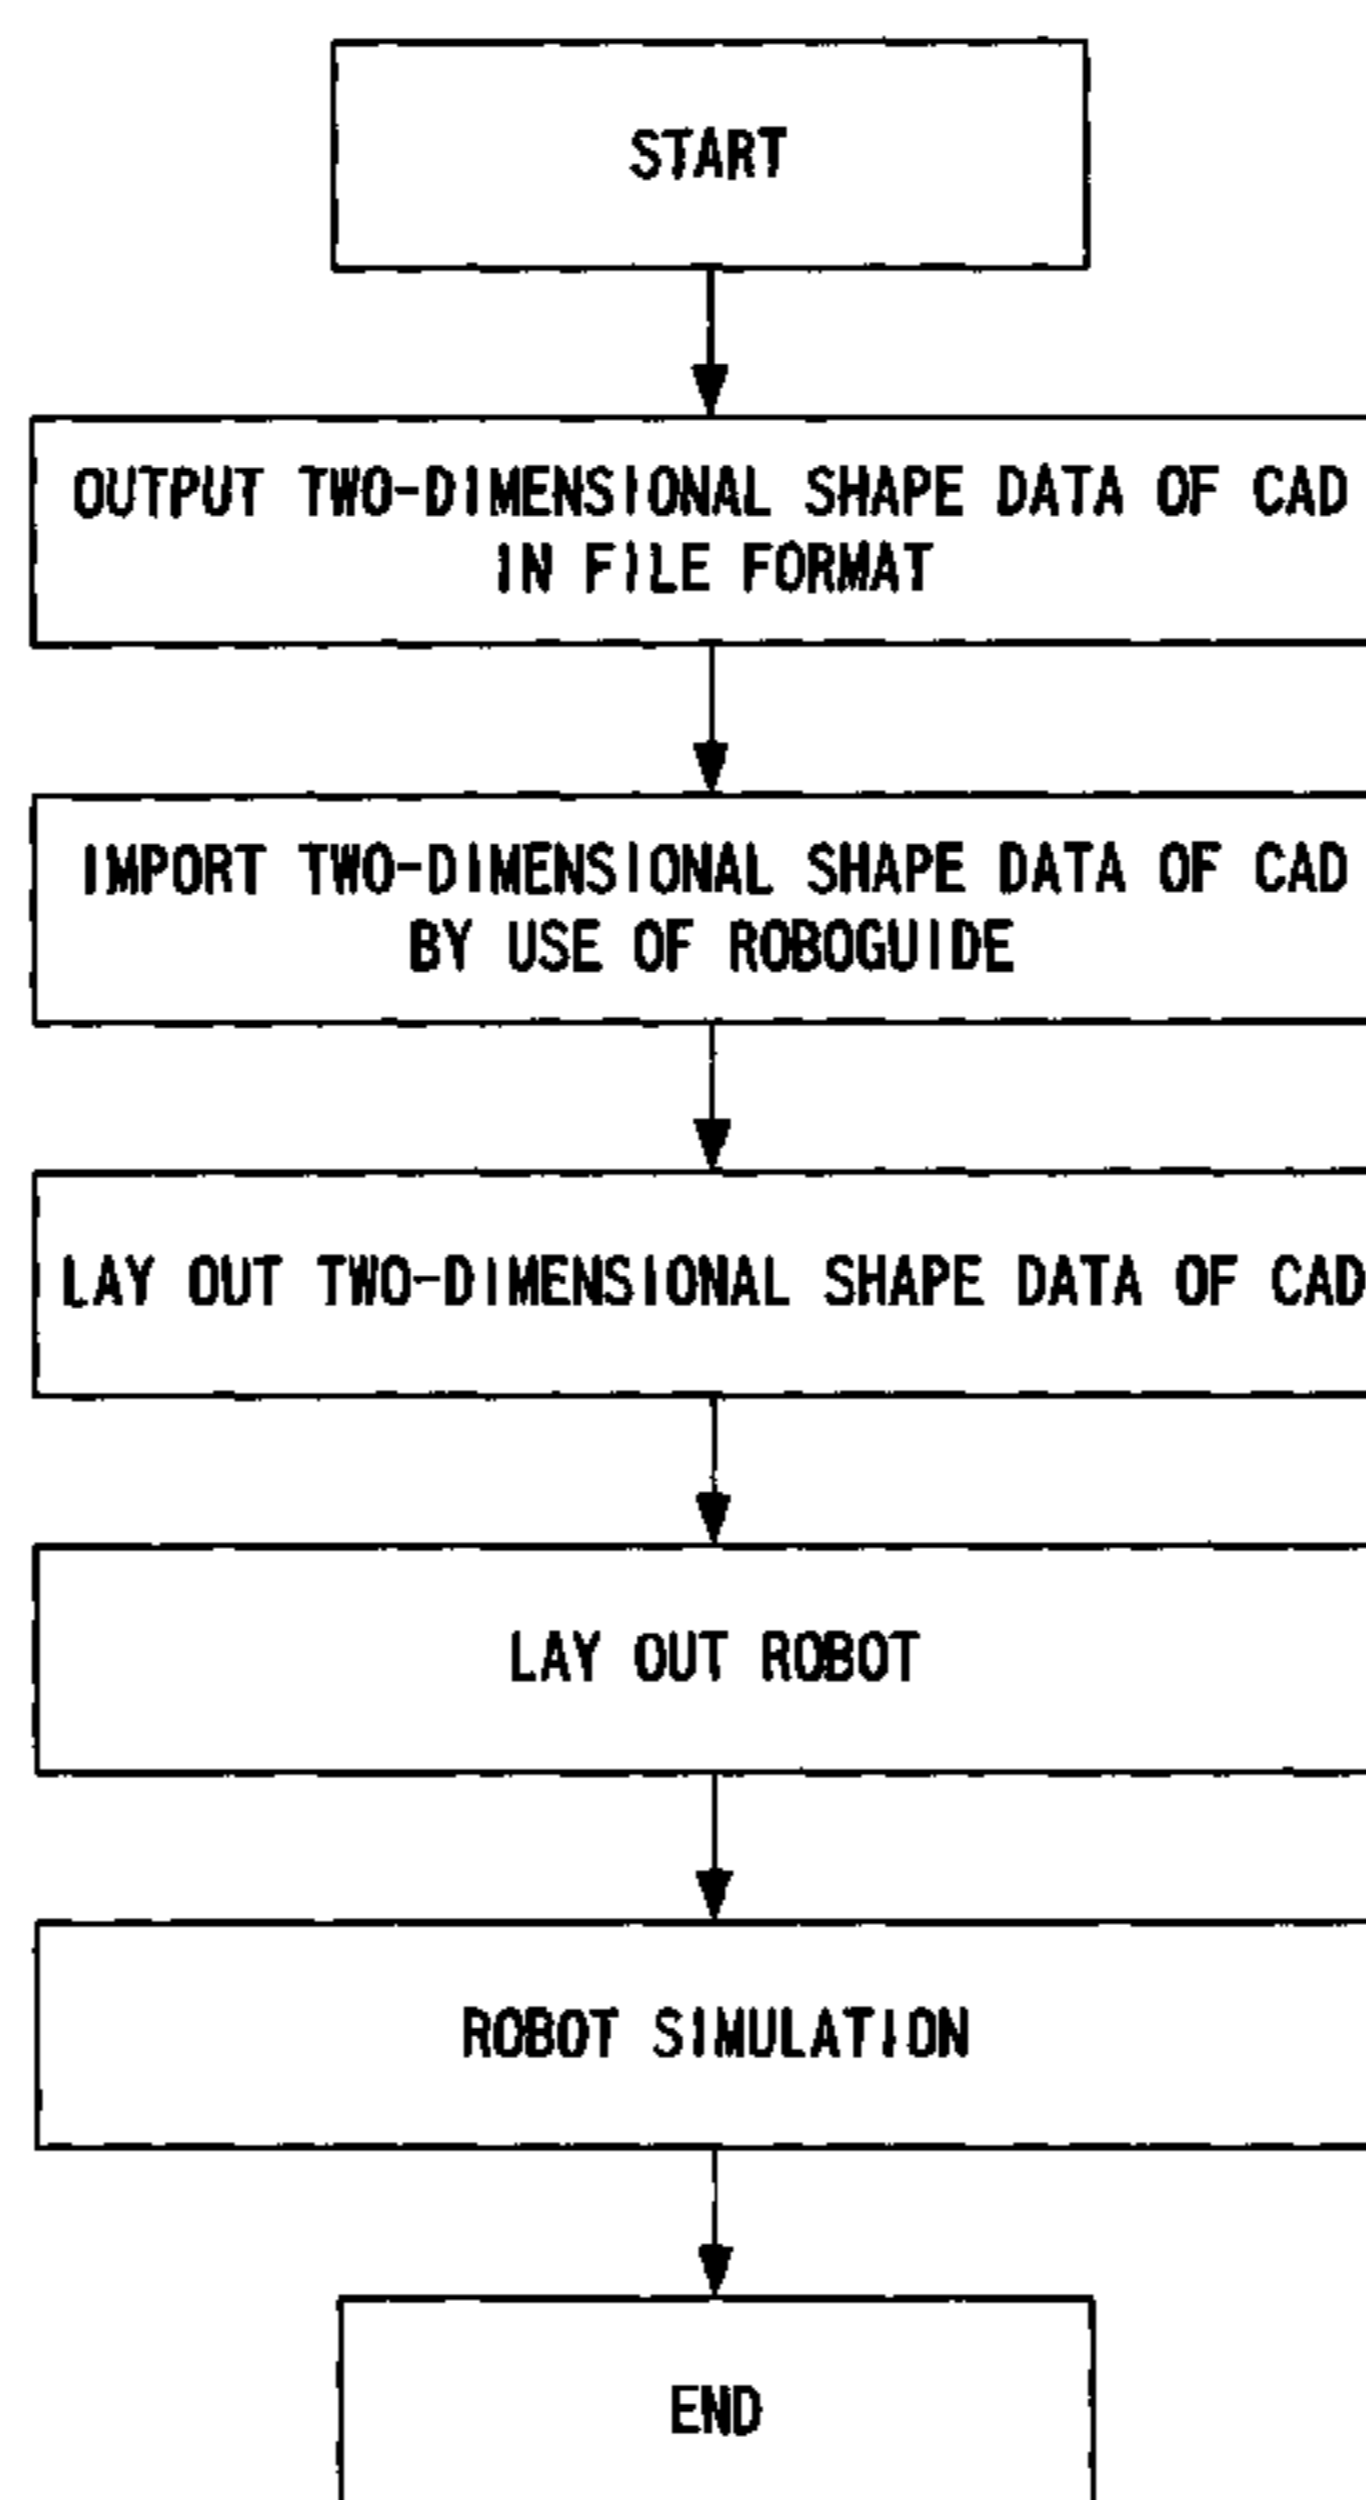 START
OUTPUT TWO-DIMENSIONAL SHAPE DATA OF CAD
IN FILE FORMAT
IMPORT TWO-DIMENSIONAL SHAPE DATA OF CAD
BY USE OF ROBOGUIDE
LAY OUT TWO-DIMENSIONAL SHAPE DATA OF CAD
LAY OUT ROBOT
ROBOT SIMULATION
END